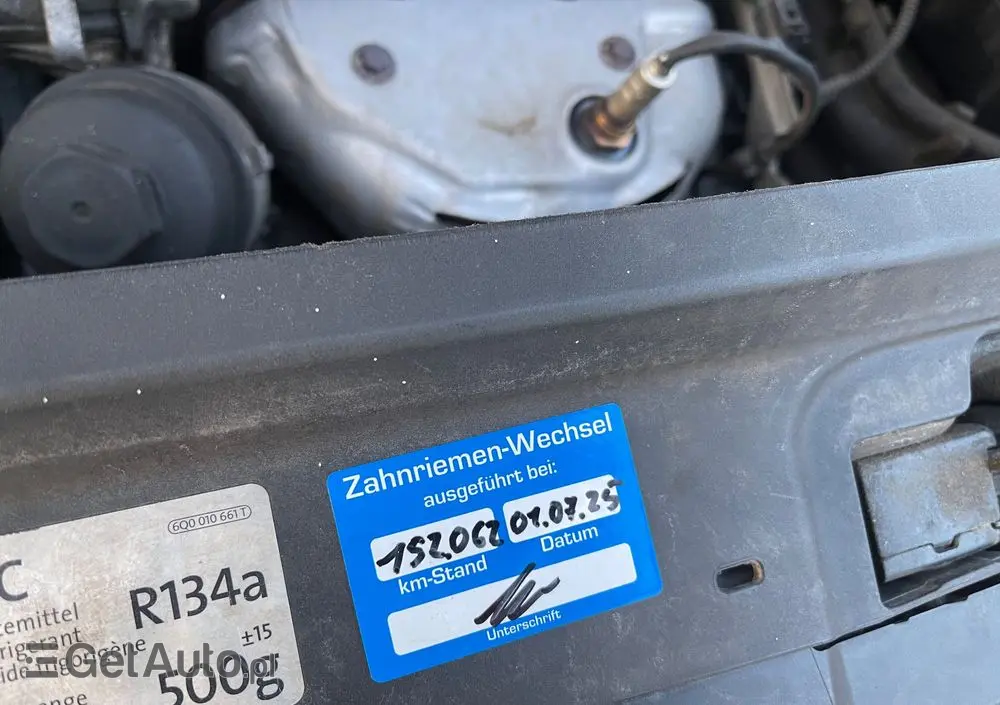 Zahnriemen-Wechsel
ausgeführt bei:
152.062 01.07.25
km-Stand Datum
Unterschrift
6Q0 010 661 T
C
R134a
±15
500g
GetAuto